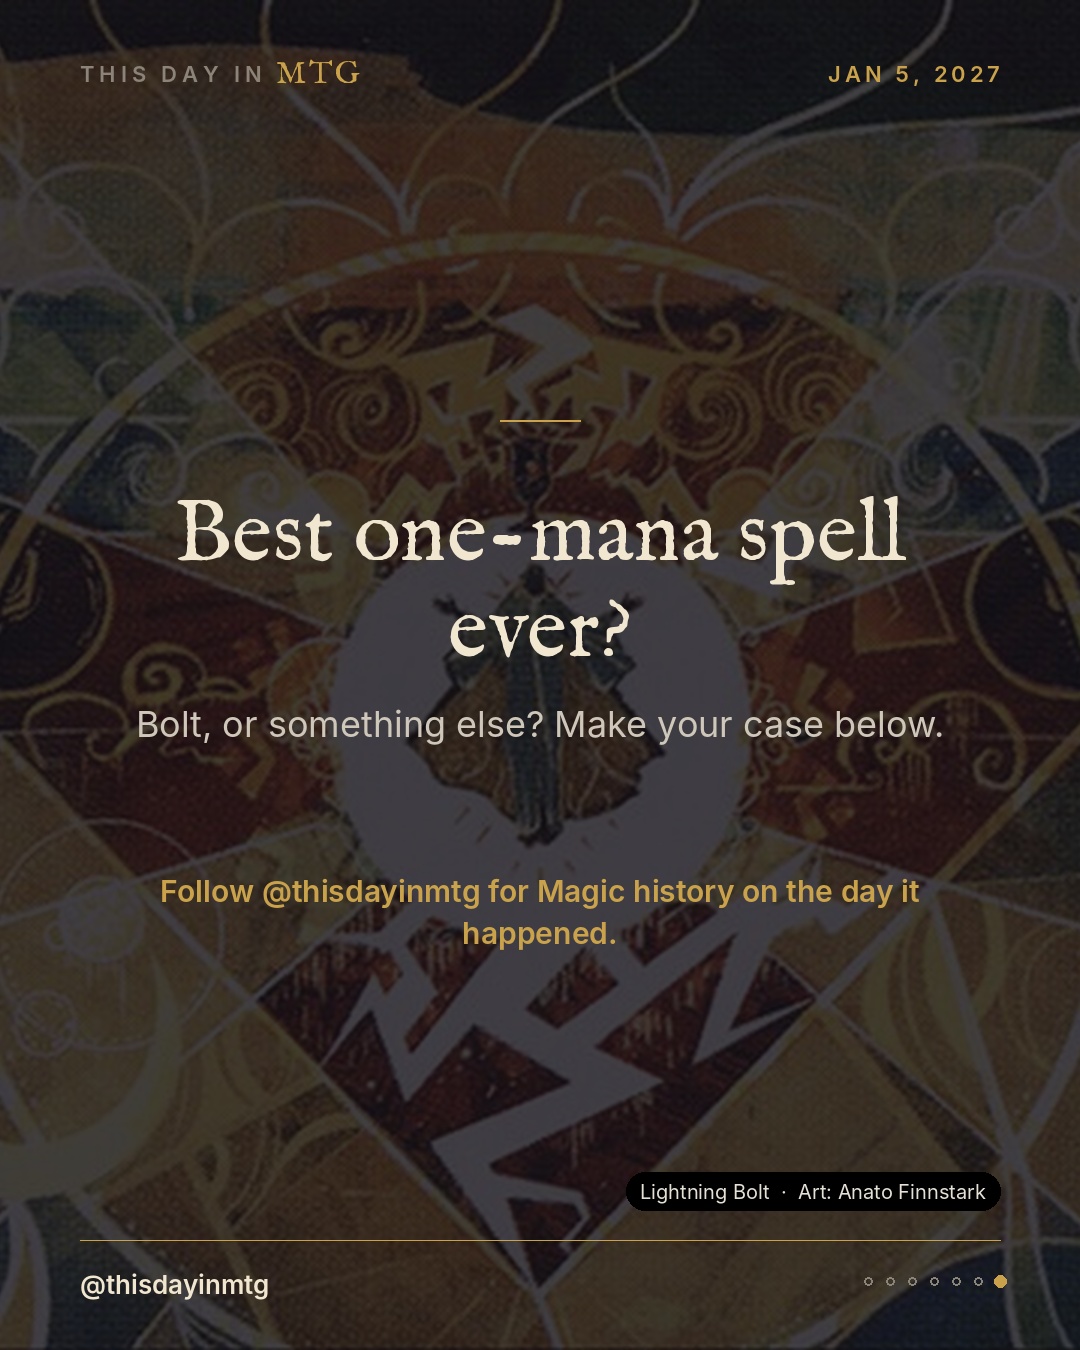 THIS DAY IN MTG
JAN 5, 2027
Best one-mana spell
ever?
Bolt, or something else? Make your case below.
Follow @thisdayinmtg for Magic history on the day it
happened.
Lightning Bolt · Art: Anato Finnstark
@thisdayinmtg